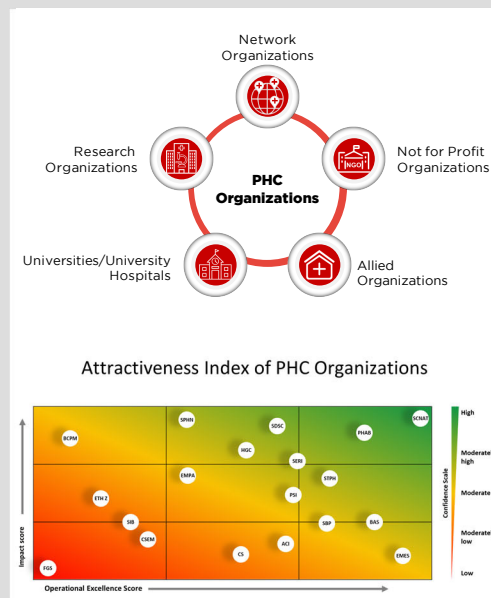 Network
Organizations
Research
Organizations
NGO
Not for Profit
Organizations
PHC
Organizations
Universities/University
Hospitals
Allied
Organizations
Attractiveness Index of PHC Organizations
SCNAT
High
SPHN
SDSC
PHAB
BCPM
HGC
Moderate
high
SERI
EMPA
STPH
Moderate
ETH Z
PSI
SIB
SBP
BAS
CSEM
Moderate
low
ACI
CS
EMES
FGS
Low
Impact score
Confidence Scale
Operational Excellence Score